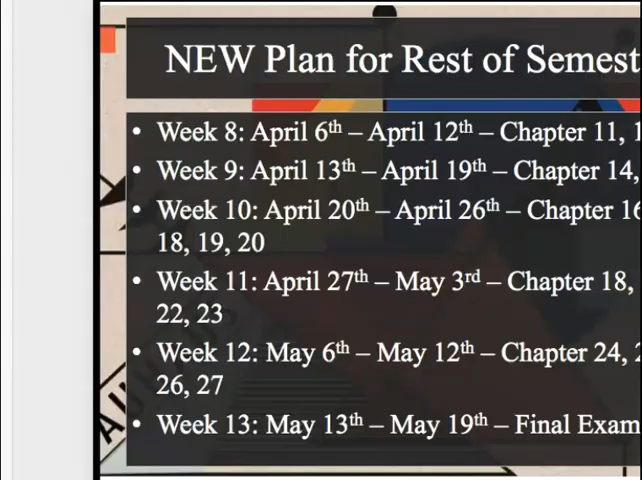 NEW Plan for Rest of Semest
• Week 8: April 6th – April 12th – Chapter 11, 1
• Week 9: April 13th – April 19th – Chapter 14,
• Week 10: April 20th – April 26th – Chapter 16
18, 19, 20
• Week 11: April 27th – May 3rd – Chapter 18,
22, 23
• Week 12: May 6th – May 12th – Chapter 24, 2
26, 27
• Week 13: May 13th – May 19th – Final Exam